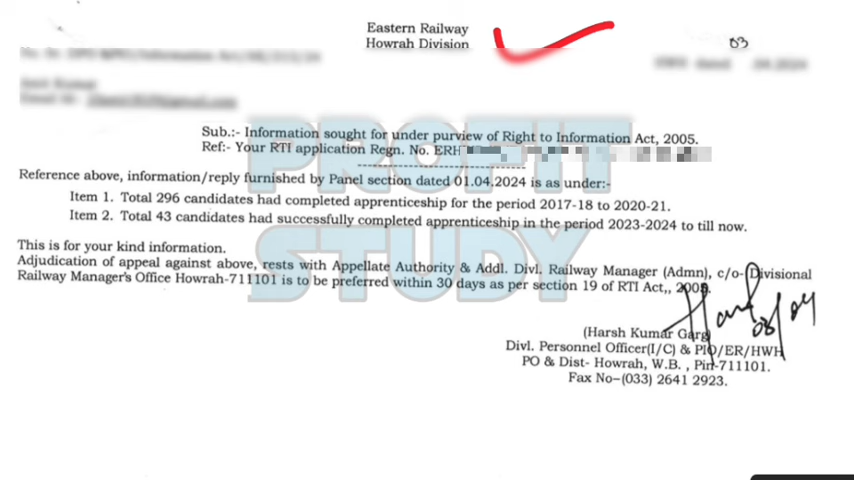 Eastern Railway
Howrah Division
03
Sub.:- Information sought for under purview of Right to Information Act, 2005.
Ref:- Your RTI application Regn. No. ERH
Reference above, information/reply furnished by Panel section dated 01.04.2024 is as under:-
Item 1. Total 296 candidates had completed apprenticeship for the period 2017-18 to 2020-21.
Item 2. Total 43 candidates had successfully completed apprenticeship in the period 2023-2024 to till now.
This is for your kind information.
Adjudication of appeal against above, rests with Appellate Authority & Addl. Divl. Railway Manager (Admn), c/o-Divisional
Railway Manager's Office Howrah-711101 is to be preferred within 30 days as per section 19 of RTI Act,, 2005.
PROFIT
STUDY
03/04
(Harsh Kumar Garg)
Divl. Personnel Officer(I/C) & PIO/ER/HWH
PO & Dist- Howrah, W.B. , Pin-711101.
Fax No-(033) 2641 2923.